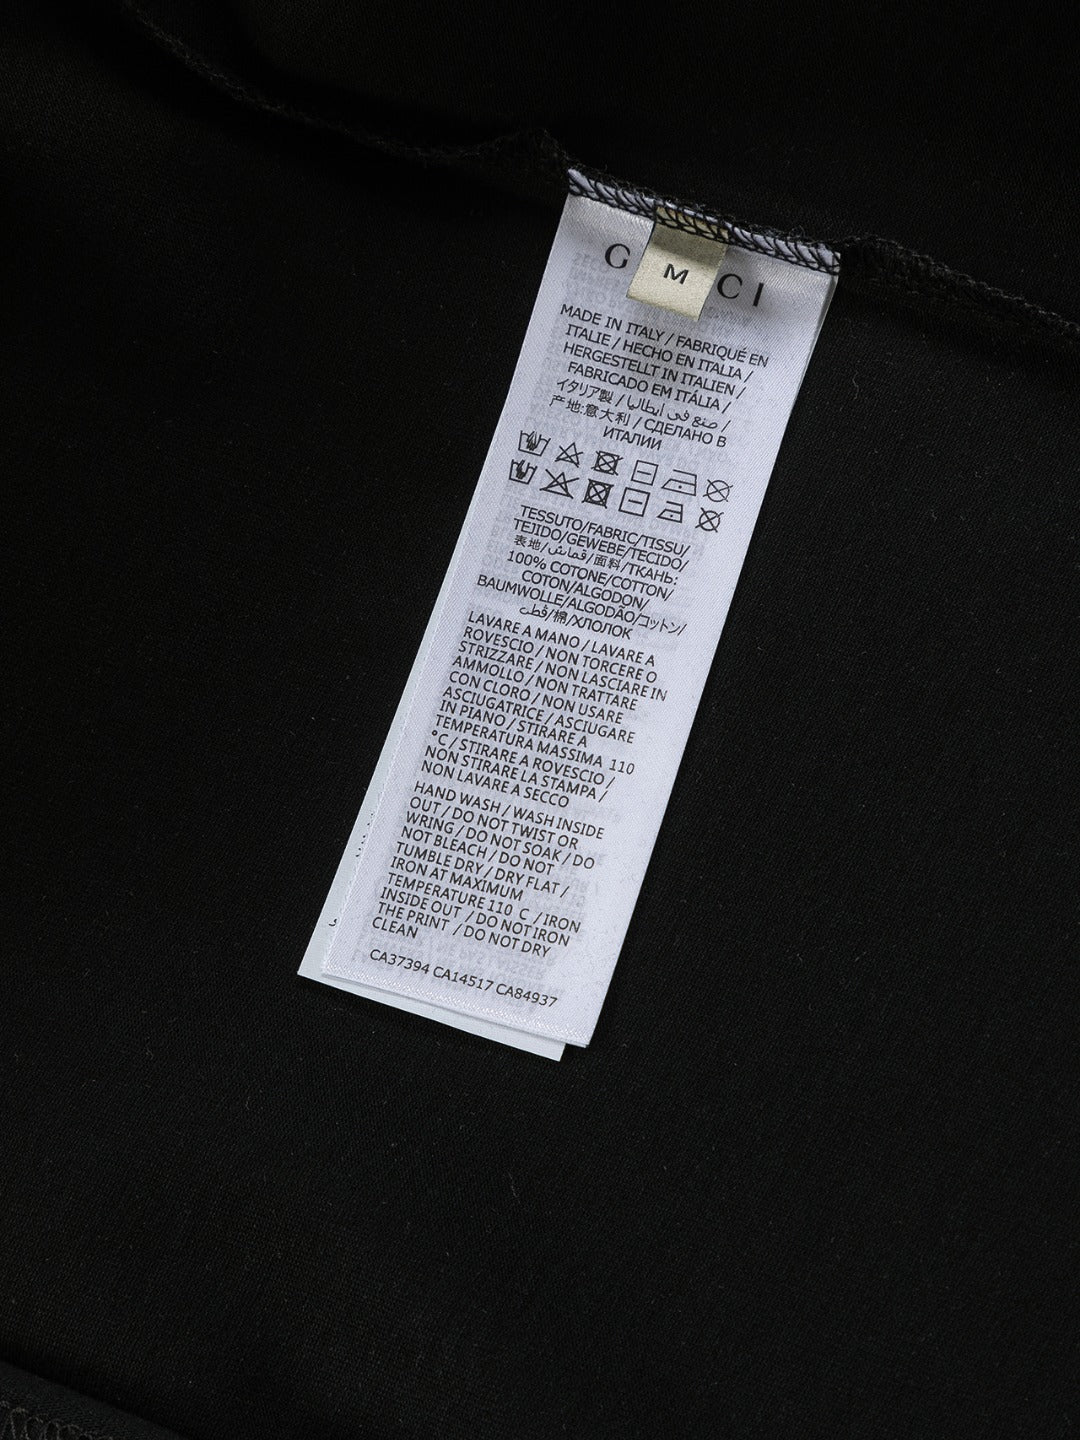 G M CI
MADE IN ITALY / FABRIQUÉ EN
ITALIE / HECHO EN ITALIA /
HERGESTELLT IN ITALIEN /
FABRICADO EM ITÁLIA /
イタリア製 / صنع في إيطاليا /
产地:意大利 / СДЕЛАНО В
ИТАЛИИ
TESSUTO/FABRIC/TISSU/
TEJIDO/GEWEBE/TECIDO/
表地/قماش/面料/ТКАНЬ:
100% COTONE/COTTON/
COTON/ALGODON/
BAUMWOLLE/ALGODÃO/コットン/
قطن/棉/ХЛОПОК
LAVARE A MANO / LAVARE A
ROVESCIO / NON TORCERE O
STRIZZARE / NON LASCIARE IN
AMMOLLO / NON TRATTARE
CON CLORO / NON USARE
ASCIUGATRICE / ASCIUGARE
IN PIANO / STIRARE A
TEMPERATURA MASSIMA 110
°C / STIRARE A ROVESCIO /
NON STIRARE LA STAMPA /
NON LAVARE A SECCO
HAND WASH / WASH INSIDE
OUT / DO NOT TWIST OR
WRING / DO NOT SOAK / DO
NOT BLEACH / DO NOT
TUMBLE DRY / DRY FLAT /
IRON AT MAXIMUM
TEMPERATURE 110 C / IRON
INSIDE OUT / DO NOT IRON
THE PRINT / DO NOT DRY
CLEAN
CA37394 CA14517 CA84937